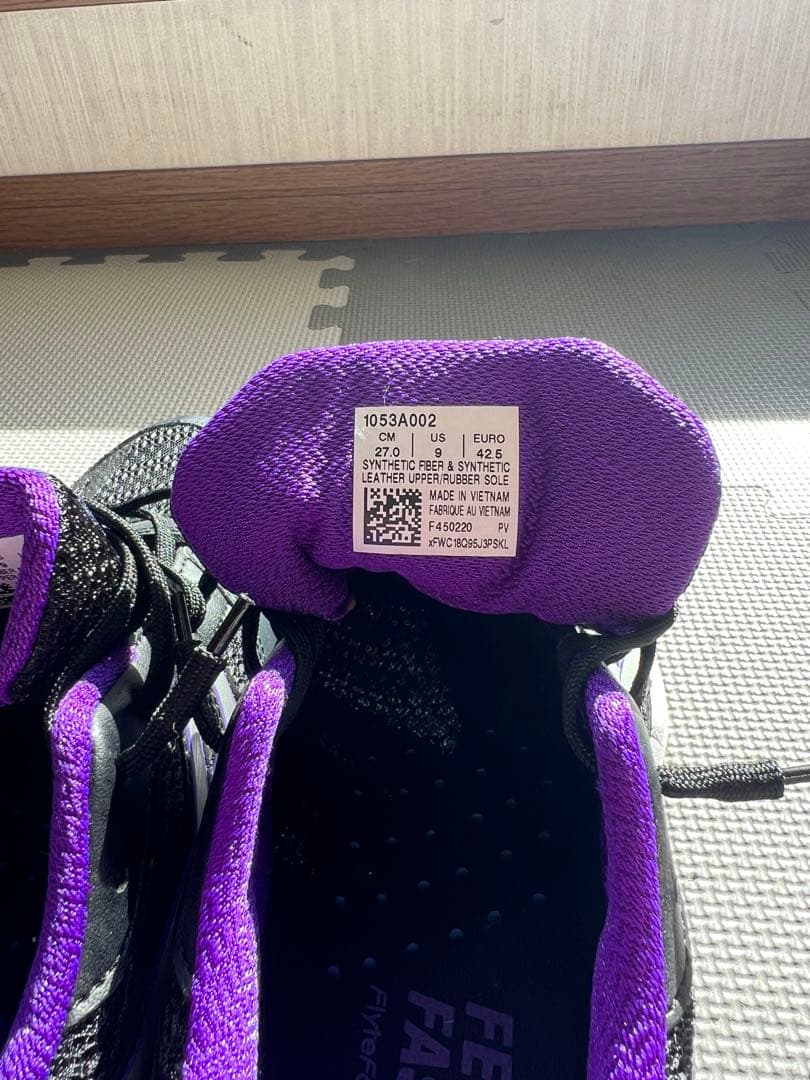 1053A002
CM | US | EURO
27.0 | 9 | 42.5
SYNTHETIC FIBER & SYNTHETIC
LEATHER UPPER/RUBBER SOLE
MADE IN VIETNAM
FABRIQUE AU VIETNAM
F450220 PV
xFWC18Q95J3PSKL